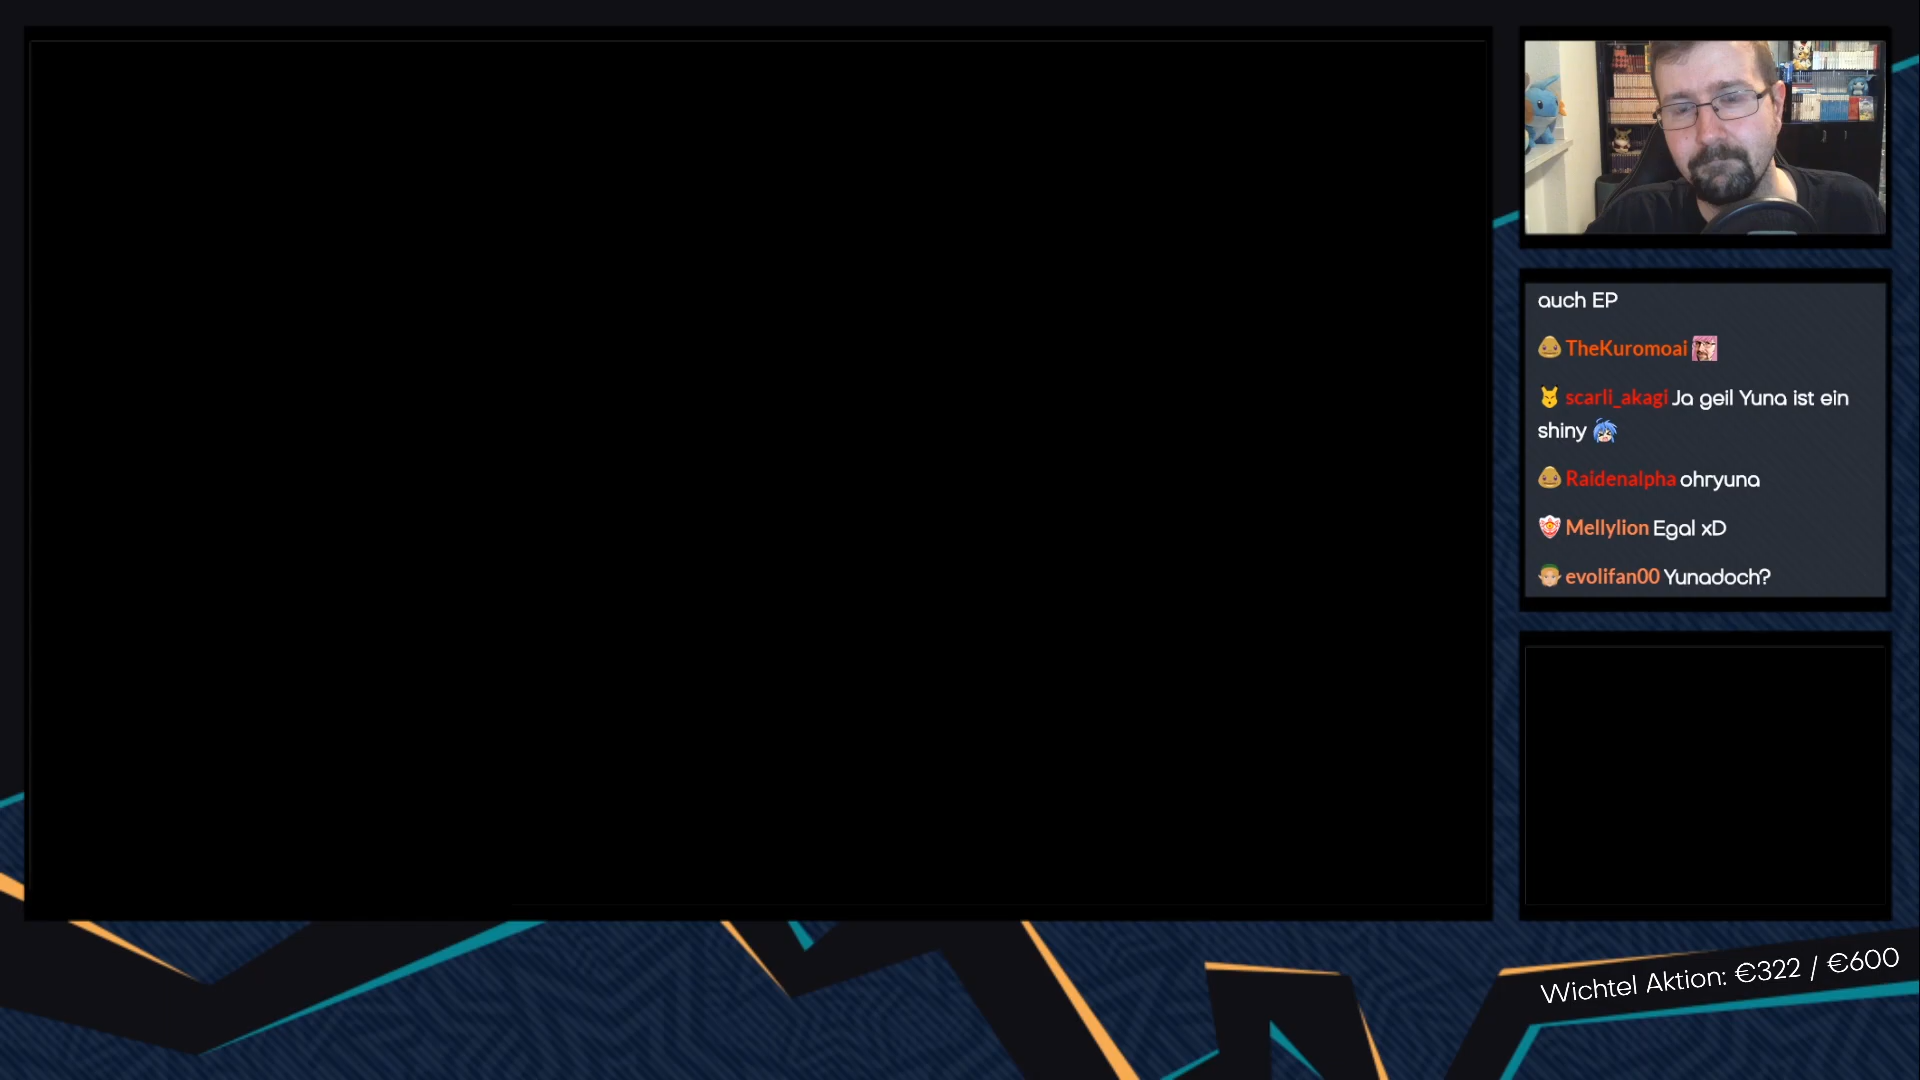 auch EP
TheKuromoai
scarli_akagi Ja geil Yuna ist ein
shiny
Raidenalpha ohryuna
Mellylion Egal xD
evolifan00 Yunadoch?
Wichtel Aktion: €322 / €600